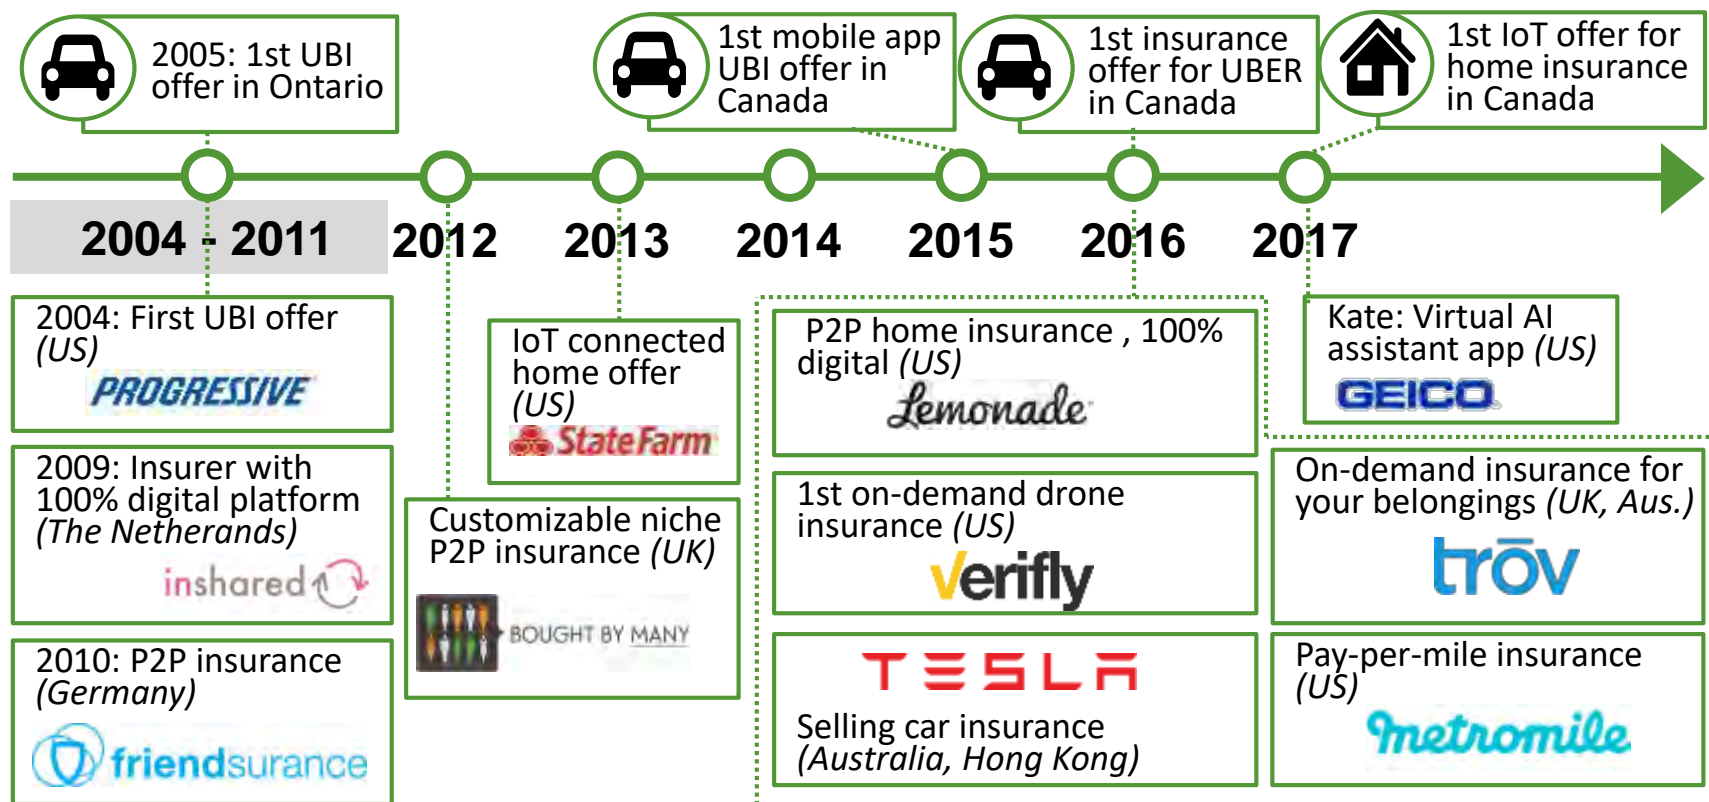 2005: 1st UBI
offer in Ontario
1st mobile app
UBI offer in
Canada
1st insurance
offer for UBER
in Canada
1st IoT offer for
home insurance
in Canada
2004 - 2011
2012
2013
2014
2015
2016
2017
2004: First UBI offer
(US)
PROGRESSIVE
2009: Insurer with
100% digital platform
(The Netherands)
inshared
2010: P2P insurance
(Germany)
friendsurance
Customizable niche
P2P insurance (UK)
BOUGHT BY MANY
IoT connected
home offer
(US)
State Farm
P2P home insurance , 100%
digital (US)
Lemonade
1st on-demand drone
insurance (US)
Verifly
TESLA
Selling car insurance
(Australia, Hong Kong)
Kate: Virtual AI
assistant app (US)
GEICO
On-demand insurance for
your belongings (UK, Aus.)
trōv
Pay-per-mile insurance
(US)
metromile